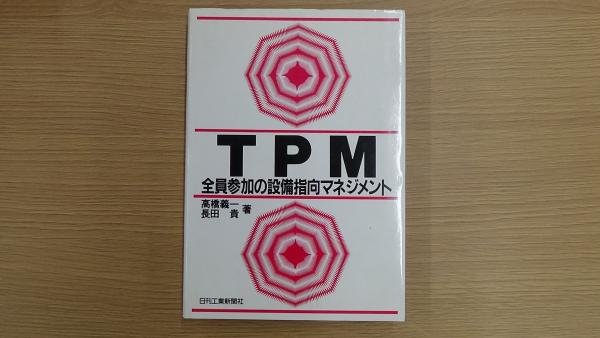 TPM
全員参加の設備指向マネジメント
高橋義一
長田 貴 著
日刊工業新聞社